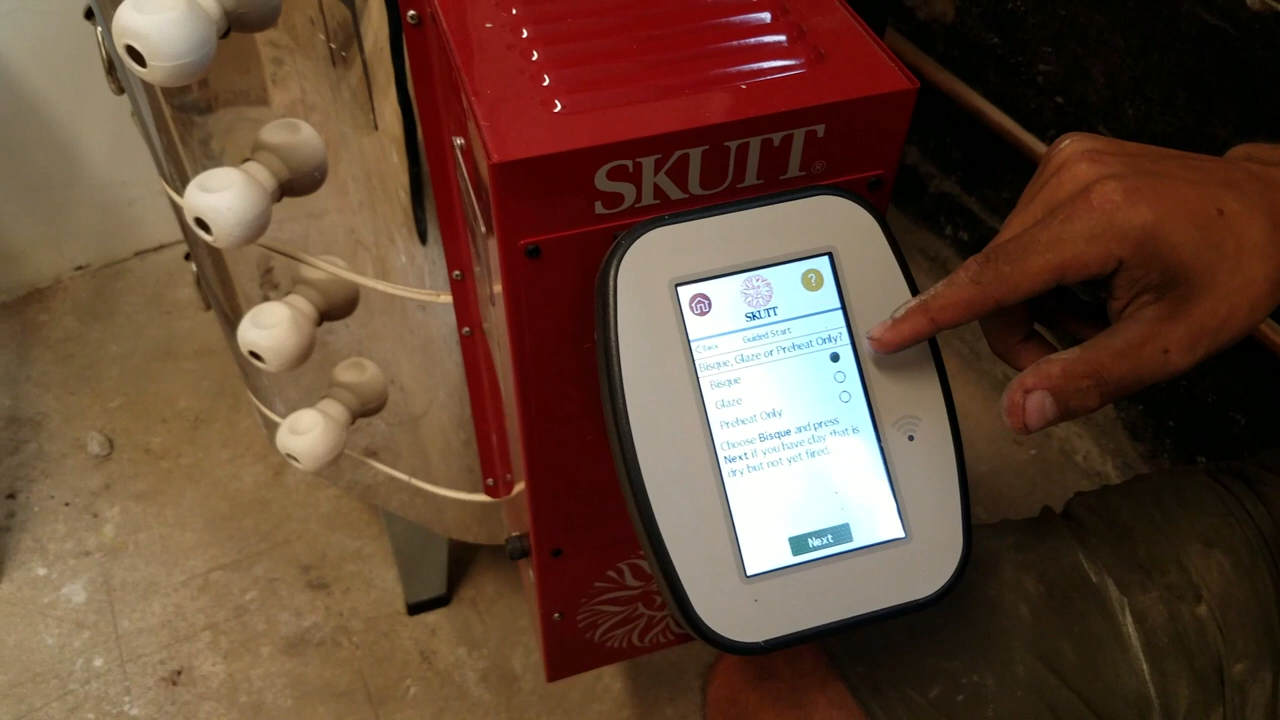 SKUTT®
?
SKUTT
< Back Guided Start
Bisque, Glaze or Preheat Only?
Bisque
Glaze
Preheat Only
Choose Bisque and press
Next if you have clay that is
dry but not yet fired.
Next